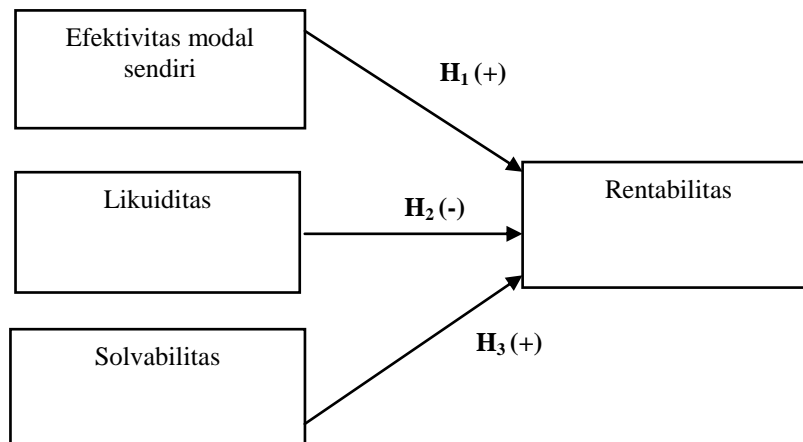 Efektivitas modal
sendiri
H₁ (+)
Likuiditas
H₂ (-)
Rentabilitas
Solvabilitas
H₃ (+)